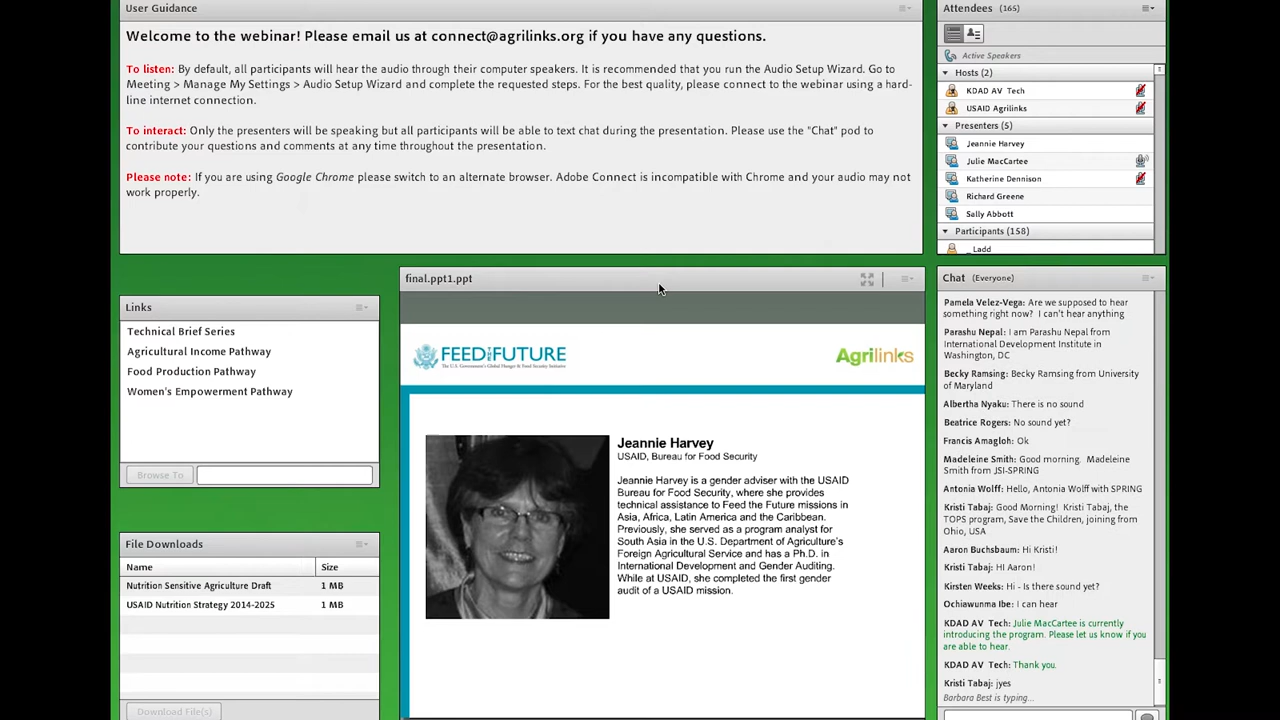 User Guidance
Welcome to the webinar! Please email us at connect@agrilinks.org if you have any questions.
To listen: By default, all participants will hear the audio through their computer speakers. It is recommended that you run the Audio Setup Wizard. Go to
Meeting > Manage My Settings > Audio Setup Wizard and complete the requested steps. For the best quality, please connect to the webinar using a hard-
line internet connection.
To interact: Only the presenters will be speaking but all participants will be able to text chat during the presentation. Please use the "Chat" pod to
contribute your questions and comments at any time throughout the presentation.
Please note: If you are using Google Chrome please switch to an alternate browser. Adobe Connect is incompatible with Chrome and your audio may not
work properly.
Links
Technical Brief Series
Agricultural Income Pathway
Food Production Pathway
Women's Empowerment Pathway
Browse To
File Downloads
Name Size
Nutrition Sensitive Agriculture Draft 1 MB
USAID Nutrition Strategy 2014-2025 1 MB
Download File(s)
final.ppt1.ppt
FEED THE FUTURE
The U.S. Government's Global Hunger & Food Security Initiative
Agrilinks
Jeannie Harvey
USAID, Bureau for Food Security
Jeannie Harvey is a gender adviser with the USAID
Bureau for Food Security, where she provides
technical assistance to Feed the Future missions in
Asia, Africa, Latin America and the Caribbean.
Previously, she served as a program analyst for
South Asia in the U.S. Department of Agriculture's
Foreign Agricultural Service and has a Ph.D. in
International Development and Gender Auditing.
While at USAID, she completed the first gender
audit of a USAID mission.
Attendees (165)
Active Speakers
Hosts (2)
KDAD AV Tech
USAID Agrilinks
Presenters (5)
Jeannie Harvey
Julie MacCartee
Katherine Dennison
Richard Greene
Sally Abbott
Participants (158)
_ Ladd
Chat (Everyone)
Pamela Velez-Vega: Are we supposed to hear
something right now? I can't hear anything
Parashu Nepal: I am Parashu Nepal from
International Development Institute in
Washington, DC
Becky Ramsing: Becky Ramsing from University
of Maryland
Albertha Nyaku: There is no sound
Beatrice Rogers: No sound yet?
Francis Amagloh: Ok
Madeleine Smith: Good morning. Madeleine
Smith from JSI-SPRING
Antonia Wolff: Hello, Antonia Wolff with SPRING
Kristi Tabaj: Good Morning! Kristi Tabaj, the
TOPS program, Save the Children, joining from
Ohio, USA
Aaron Buchsbaum: Hi Kristi!
Kristi Tabaj: HI Aaron!
Kirsten Weeks: Hi - Is there sound yet?
Ochiawunma Ibe: I can hear
KDAD AV Tech: Julie MacCartee is currently
introducing the program. Please let us know if you
are able to hear.
KDAD AV Tech: Thank you.
Kristi Tabaj: jyes
Barbara Best is typing...